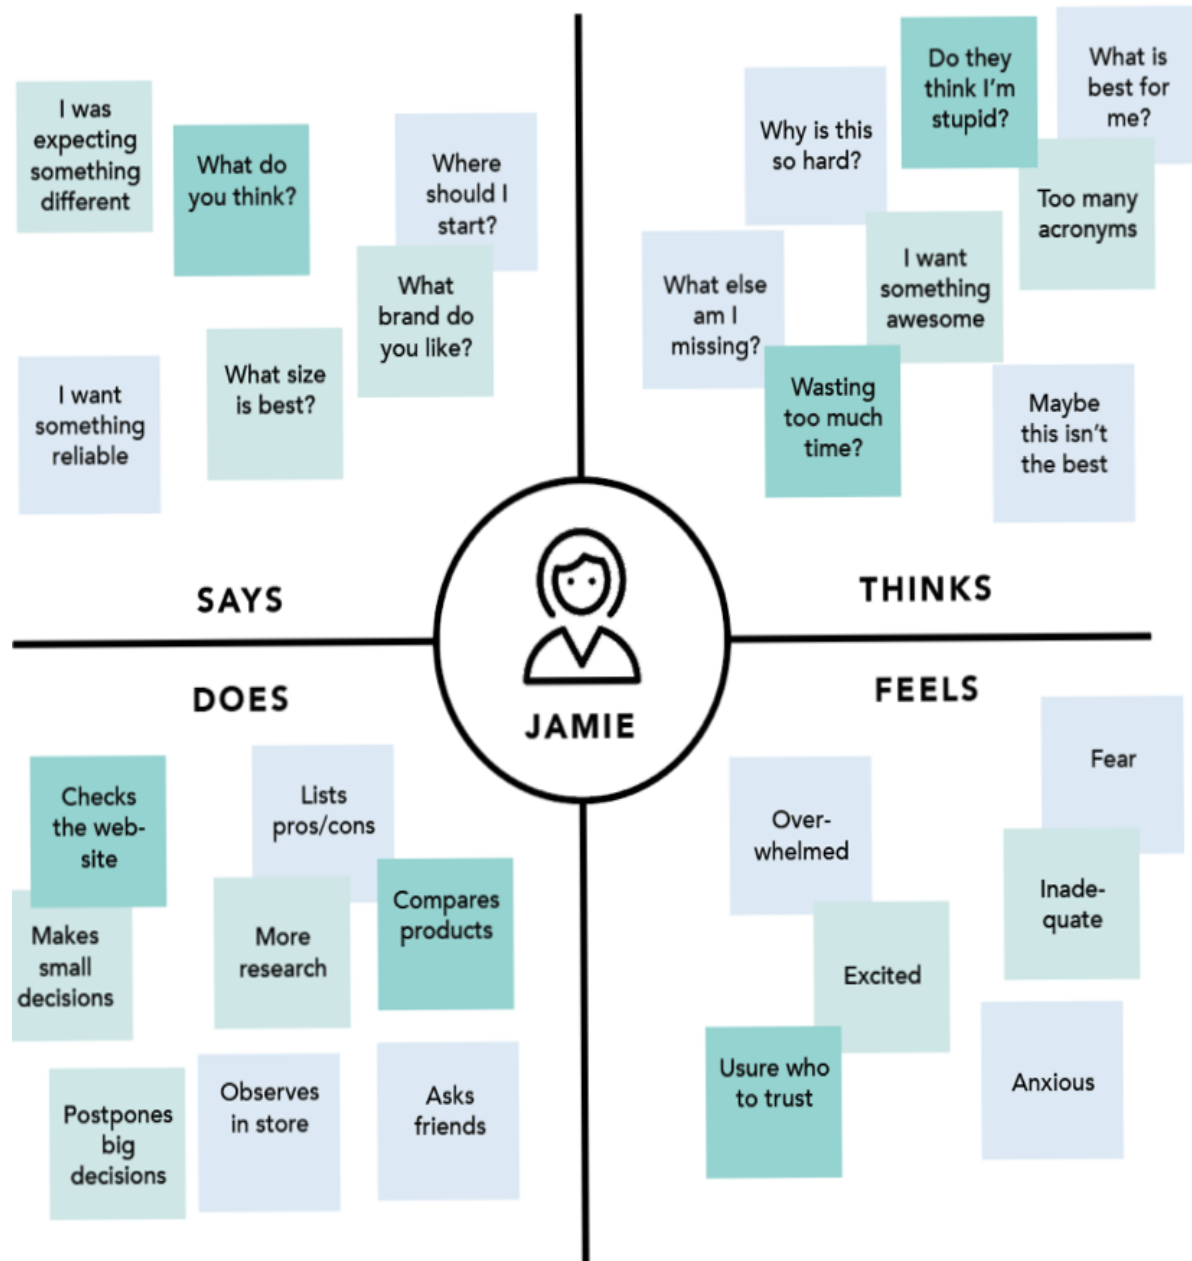 I was
expecting
something
different
What do
you think?
Where
should I
start?
What
brand do
you like?
What size
is best?
I want
something
reliable
SAYS
Do they
think I'm
stupid?
What is
best for
me?
Why is this
so hard?
Too many
acronyms
I want
something
awesome
What else
am I
missing?
Wasting
too much
time?
Maybe
this isn't
the best
THINKS
JAMIE
DOES
Checks
the web-
site
Lists
pros/cons
Compares
products
Makes
small
decisions
More
research
Postpones
big
decisions
Observes
in store
Asks
friends
FEELS
Fear
Over-
whelmed
Inade-
quate
Excited
Usure who
to trust
Anxious